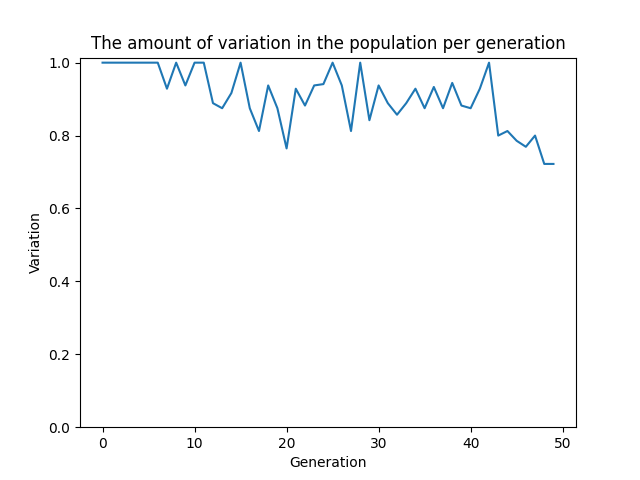 The amount of variation in the population per generation
1.0
0.8
0.6
0.4
0.2
0.0
Variation
0 10 20 30 40 50
Generation